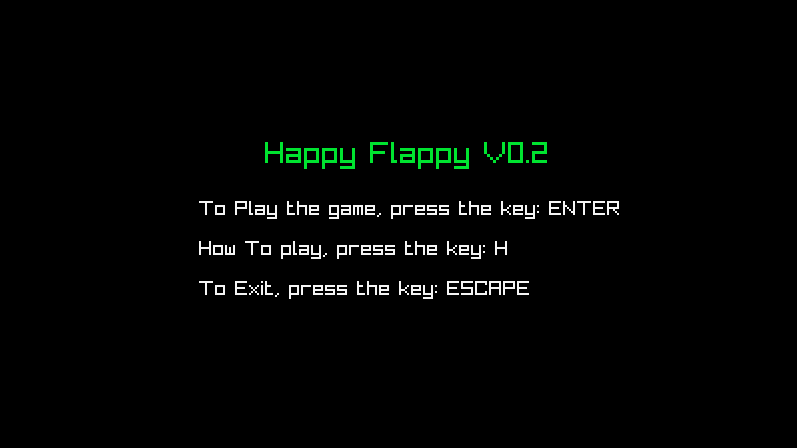 Happy Flappy V0.2
To Play the game, press the key: ENTER
How To play, press the key: H
To Exit, press the key: ESCAPE